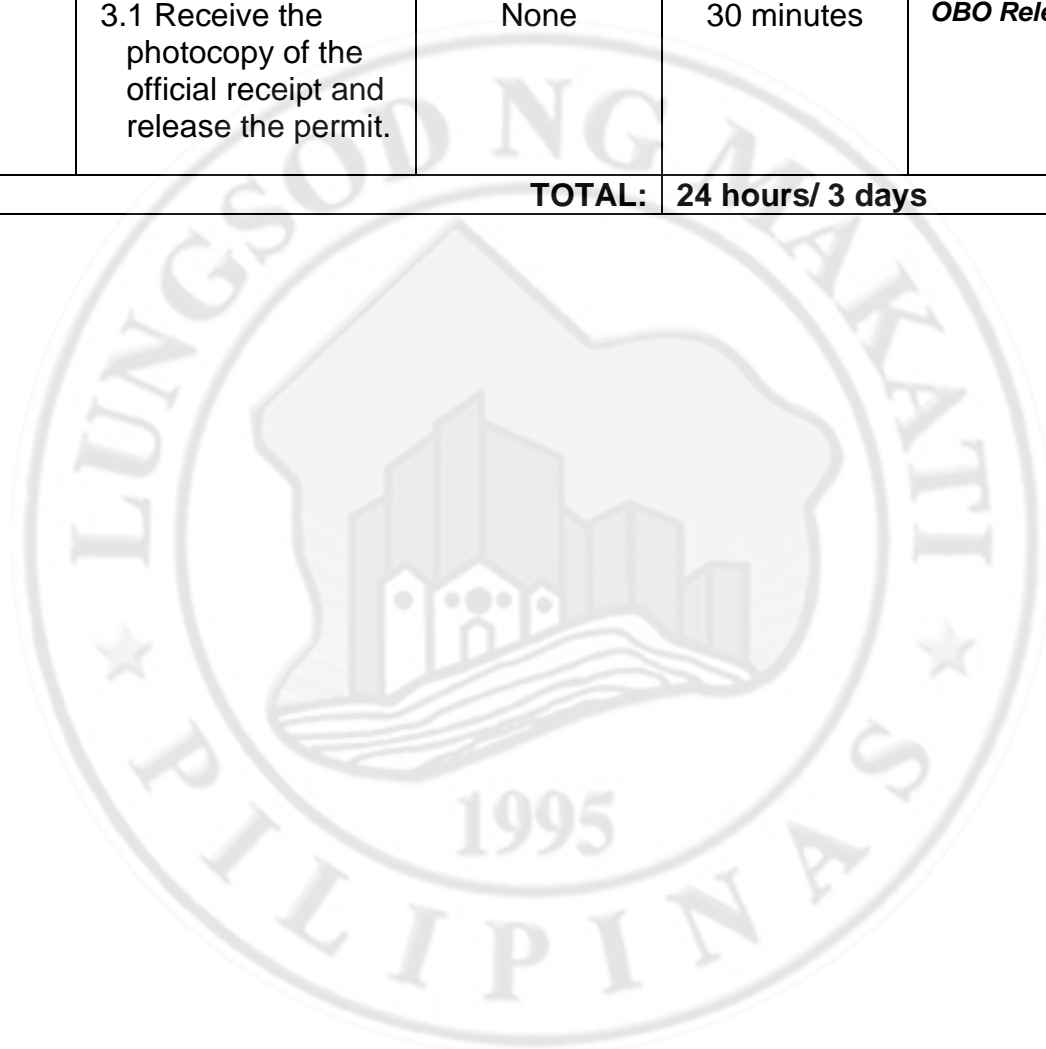 3.1 Receive the
photocopy of the
official receipt and
release the permit.
None
30 minutes
OBO
TOTAL: 24 hours/ 3 days
LUNGSOD NG MAKATI
1995
PILIPINAS